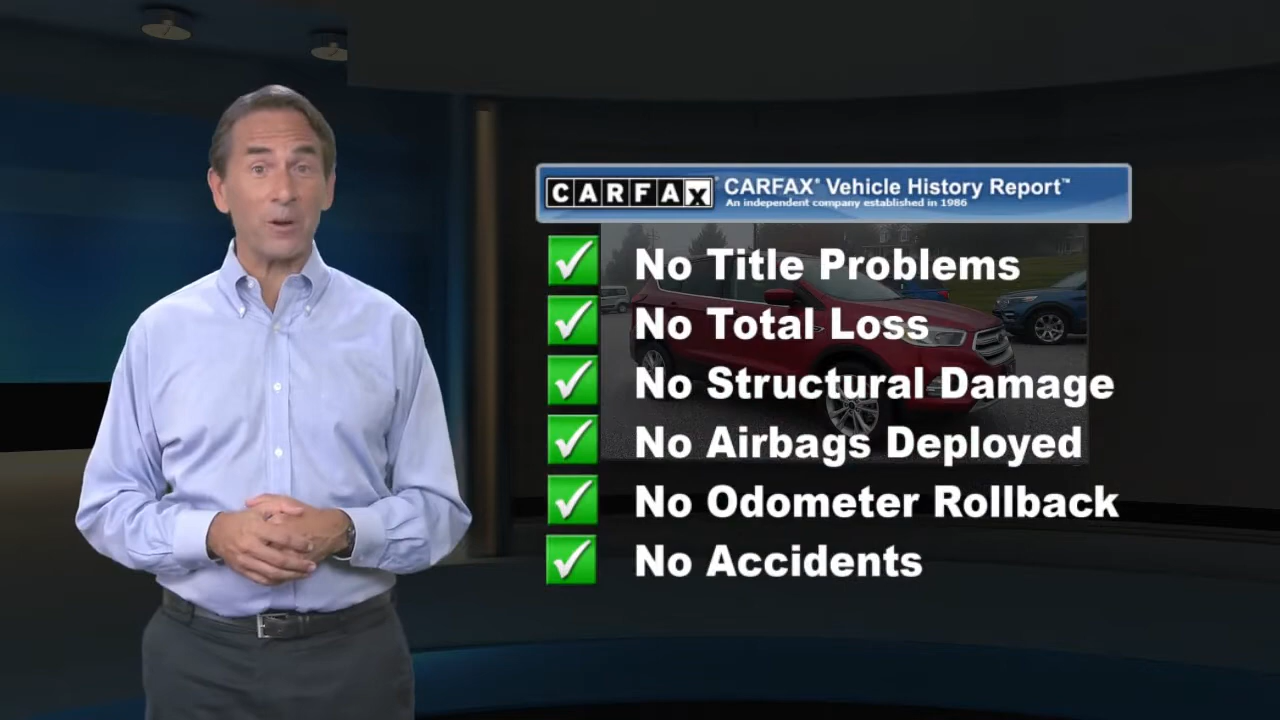 CARFAX® CARFAX® Vehicle History Report™
An independent company established in 1986
No Title Problems
No Total Loss
No Structural Damage
No Airbags Deployed
No Odometer Rollback
No Accidents